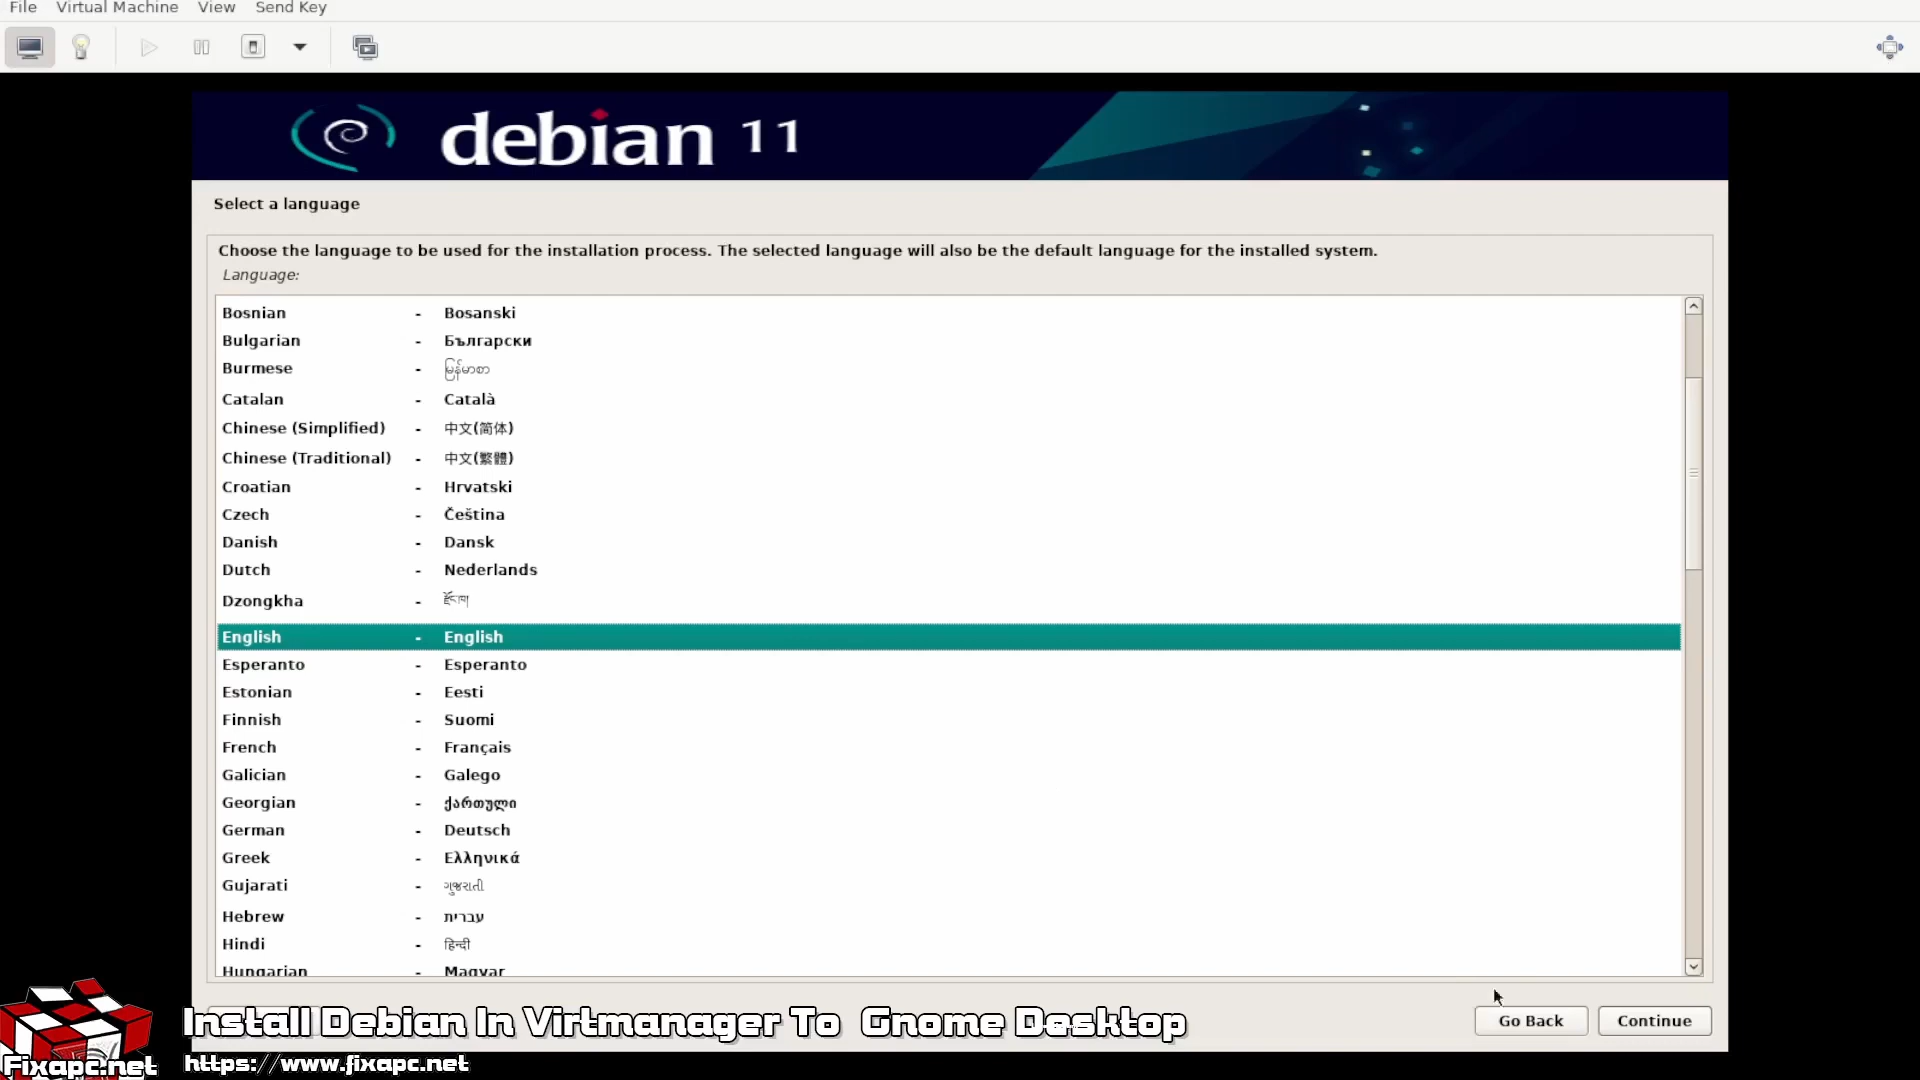 File Virtual Machine View Send Key
debian 11
Select a language
Choose the language to be used for the installation process. The selected language will also be the default language for the installed system.
Language:
Bosnian - Bosanski
Bulgarian - Български
Burmese - မြန်မာစာ
Catalan - Català
Chinese (Simplified) - 中文(简体)
Chinese (Traditional) - 中文(繁體)
Croatian - Hrvatski
Czech - Čeština
Danish - Dansk
Dutch - Nederlands
Dzongkha - རྫོང་ཁ།
English - English
Esperanto - Esperanto
Estonian - Eesti
Finnish - Suomi
French - Français
Galician - Galego
Georgian - ქართული
German - Deutsch
Greek - Ελληνικά
Gujarati - ગુજરાતી
Hebrew - עברית
Hindi - हिन्दी
Hungarian - Magyar
Go Back Continue
Install Debian In Virtmanager To Gnome Desktop
Fixapc.net https://www.fixapc.net